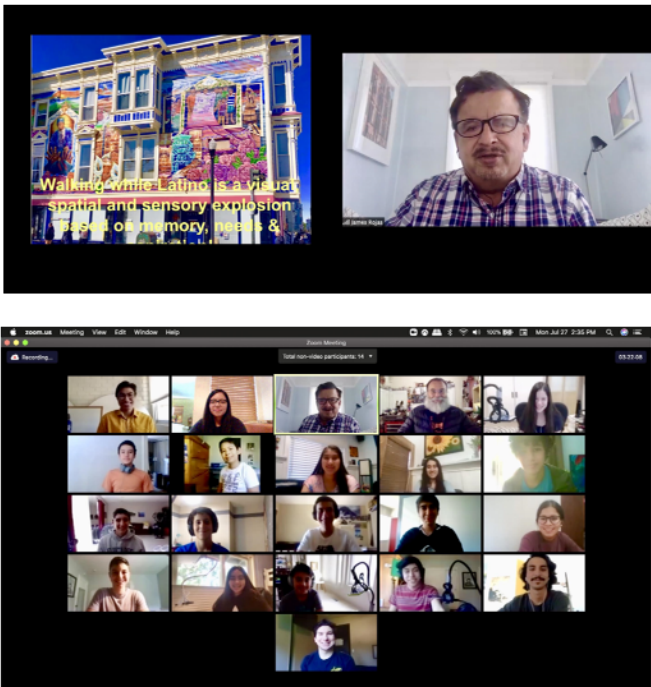 Walking while Latino is a visual
spatial and sensory explosion
based on memory, needs &
James Rojas
zoom.us Meeting View Edit Window Help
100% Mon Jul 27 2:35 PM
Zoom Meeting
Recording...
Total non-video participants: 14
03:22:08